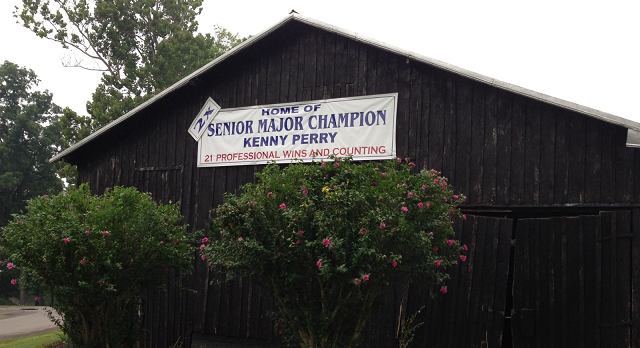 2X
HOME OF
SENIOR MAJOR CHAMPION
KENNY PERRY
21 PROFESSIONAL WINS AND COUNTING